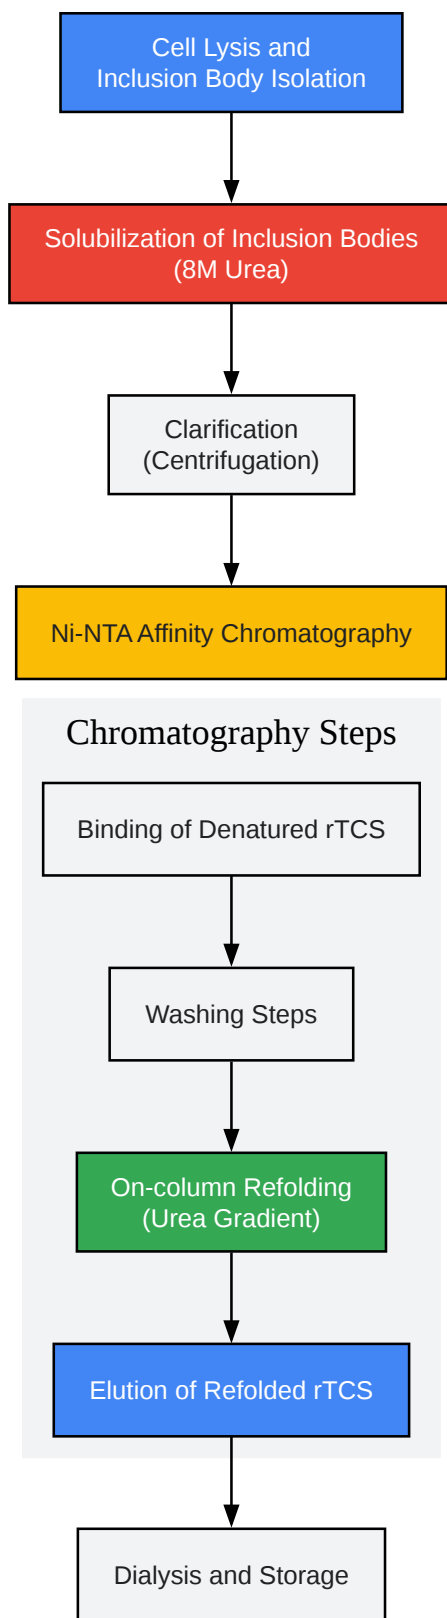 Cell Lysis and
Inclusion Body Isolation
Solubilization of Inclusion Bodies
(8M Urea)
Clarification
(Centrifugation)
Ni-NTA Affinity Chromatography
Chromatography Steps
Binding of Denatured rTCS
Washing Steps
On-column Refolding
(Urea Gradient)
Elution of Refolded rTCS
Dialysis and Storage